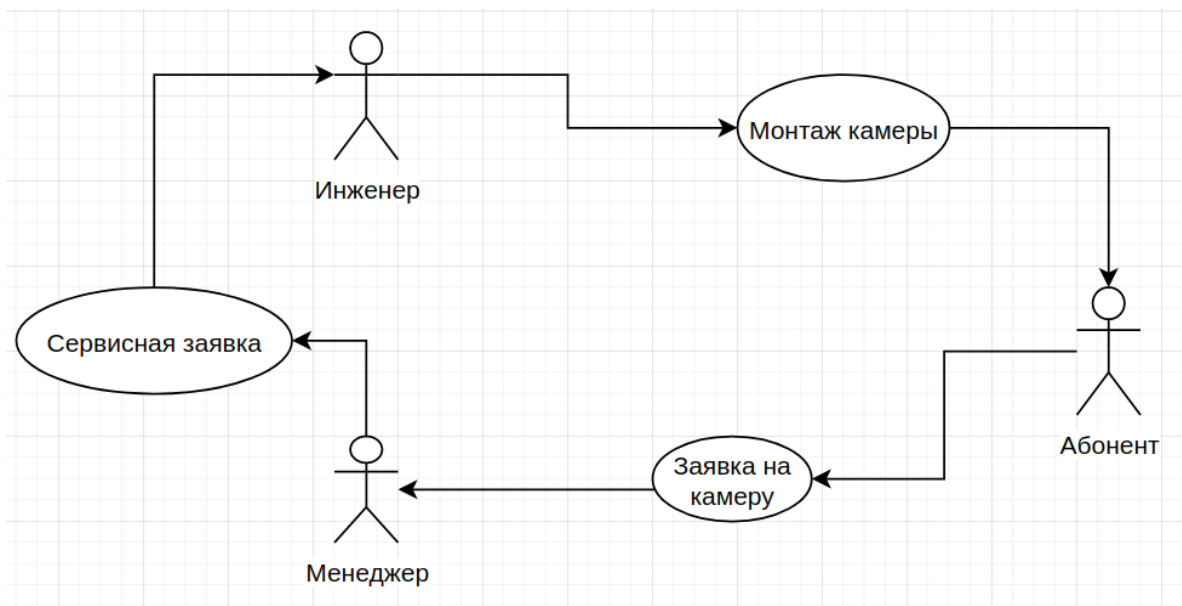 Инженер
Монтаж камеры
Сервисная заявка
Абонент
Заявка на
камеру
Менеджер